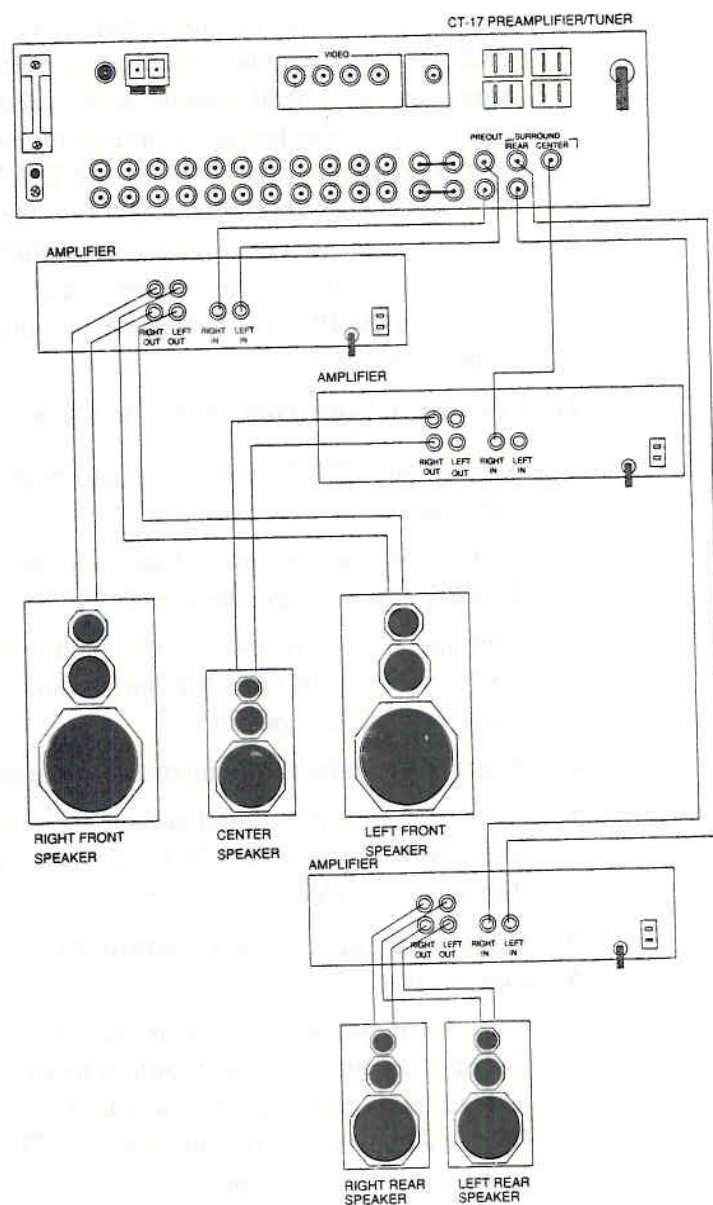 CT-17 PREAMPLIFIER/TUNER
VIDEO
PREOUT
SURROUND
REAR
CENTER
AMPLIFIER
RIGHT OUT
LEFT OUT
RIGHT IN
LEFT IN
AMPLIFIER
RIGHT OUT
LEFT OUT
RIGHT IN
LEFT IN
RIGHT FRONT
SPEAKER
CENTER
SPEAKER
LEFT FRONT
SPEAKER
AMPLIFIER
RIGHT OUT
LEFT OUT
RIGHT IN
LEFT IN
RIGHT REAR
SPEAKER
LEFT REAR
SPEAKER